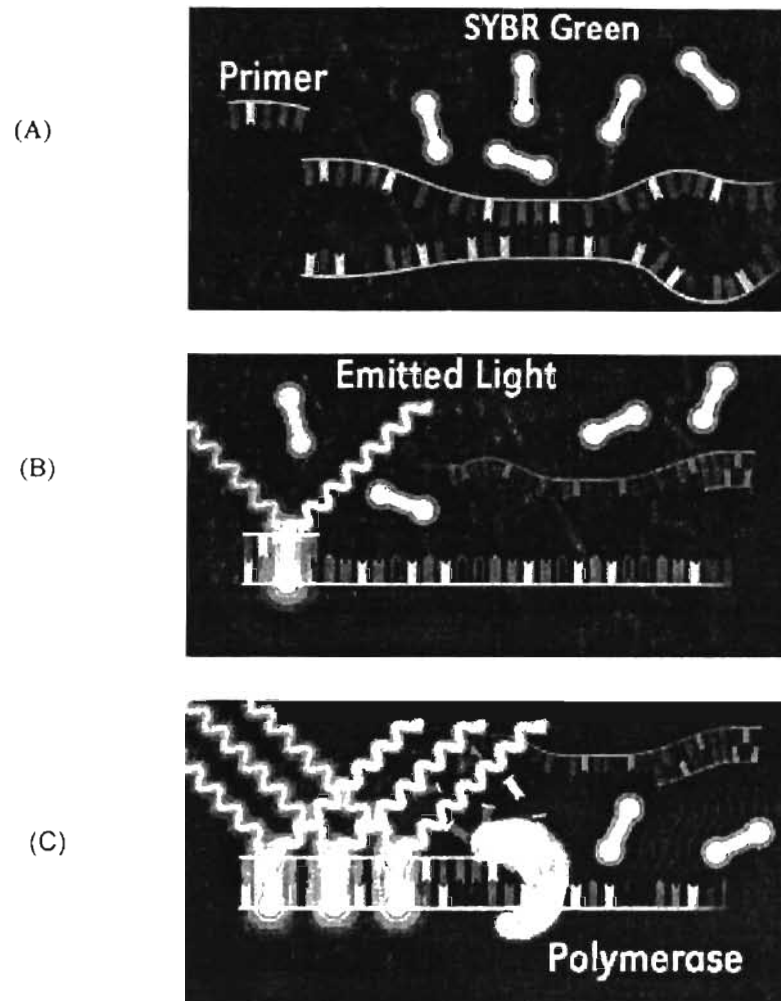 SYBR Green
Primer
(A)
Emitted Light
(B)
(C)
Polymerase